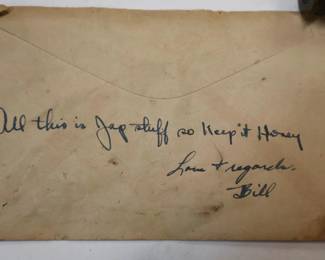 All this is Jap stuff so Keep it Honey
Love + regards.
Bill